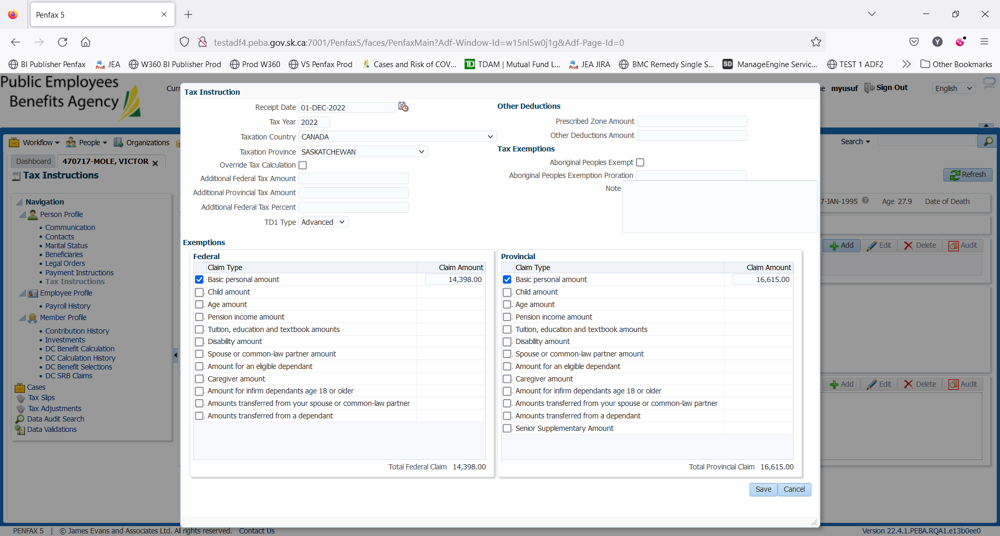 Penfax 5
testadf4.peba.gov.sk.ca:7001/Penfax5/faces/PenfaxMain?Adf-Window-Id=w15nl5w0j1g&Adf-Page-Id=0
Y
BI Publisher Penfax
JEA
W360 BI Publisher Prod
Prod W360
V5 Penfax Prod
Cases and Risk of COV...
TDAM | Mutual Fund L...
JEA JIRA
BMC Remedy Single S...
SD ManageEngine Servic...
TEST 1 ADF2
Other Bookmarks
Public Employees
Benefits Agency
Curr
e myusuf
Sign Out
English
Workflow
People
Organizations
Search
Dashboard
470717-MOLE, VICTOR
Tax Instructions
Refresh
Navigation
Person Profile
Communication
Contacts
Marital Status
Beneficiaries
Legal Orders
Payment Instructions
Tax Instructions
Employee Profile
Payroll History
Member Profile
Contribution History
Investments
DC Benefit Calculation
DC Calculation History
DC Benefit Selections
DC SRB Claims
Cases
Tax Slips
Tax Adjustments
Data Audit Search
Data Validations
7-JAN-1995
Age 27.9
Date of Death
Add Edit Delete Audit
Add Edit Delete Audit
Tax Instruction
Receipt Date 01-DEC-2022
Tax Year 2022
Taxation Country CANADA
Taxation Province SASKATCHEWAN
Override Tax Calculation
Additional Federal Tax Amount
Additional Provincial Tax Amount
Additional Federal Tax Percent
TD1 Type Advanced
Other Deductions
Prescribed Zone Amount
Other Deductions Amount
Tax Exemptions
Aboriginal Peoples Exempt
Aboriginal Peoples Exemption Proration
Note
Exemptions
Federal
Claim Type Claim Amount
Basic personal amount 14,398.00
Child amount
Age amount
Pension income amount
Tuition, education and textbook amounts
Disability amount
Spouse or common-law partner amount
Amount for an eligible dependant
Caregiver amount
Amount for infirm dependants age 18 or older
Amounts transferred from your spouse or common-law partner
Amounts transferred from a dependant
Total Federal Claim 14,398.00
Provincial
Claim Type Claim Amount
Basic personal amount 16,615.00
Child amount
Age amount
Pension income amount
Tuition, education and textbook amounts
Disability amount
Spouse or common-law partner amount
Amount for an eligible dependant
Caregiver amount
Amount for infirm dependants age 18 or older
Amounts transferred from your spouse or common-law partner
Amounts transferred from a dependant
Senior Supplementary Amount
Total Provincial Claim 16,615.00
Save Cancel
PENFAX 5 | © James Evans and Associates Ltd. All rights reserved. Contact Us
Version 22.4.1.PEBA.RQA1.e13b0ee0